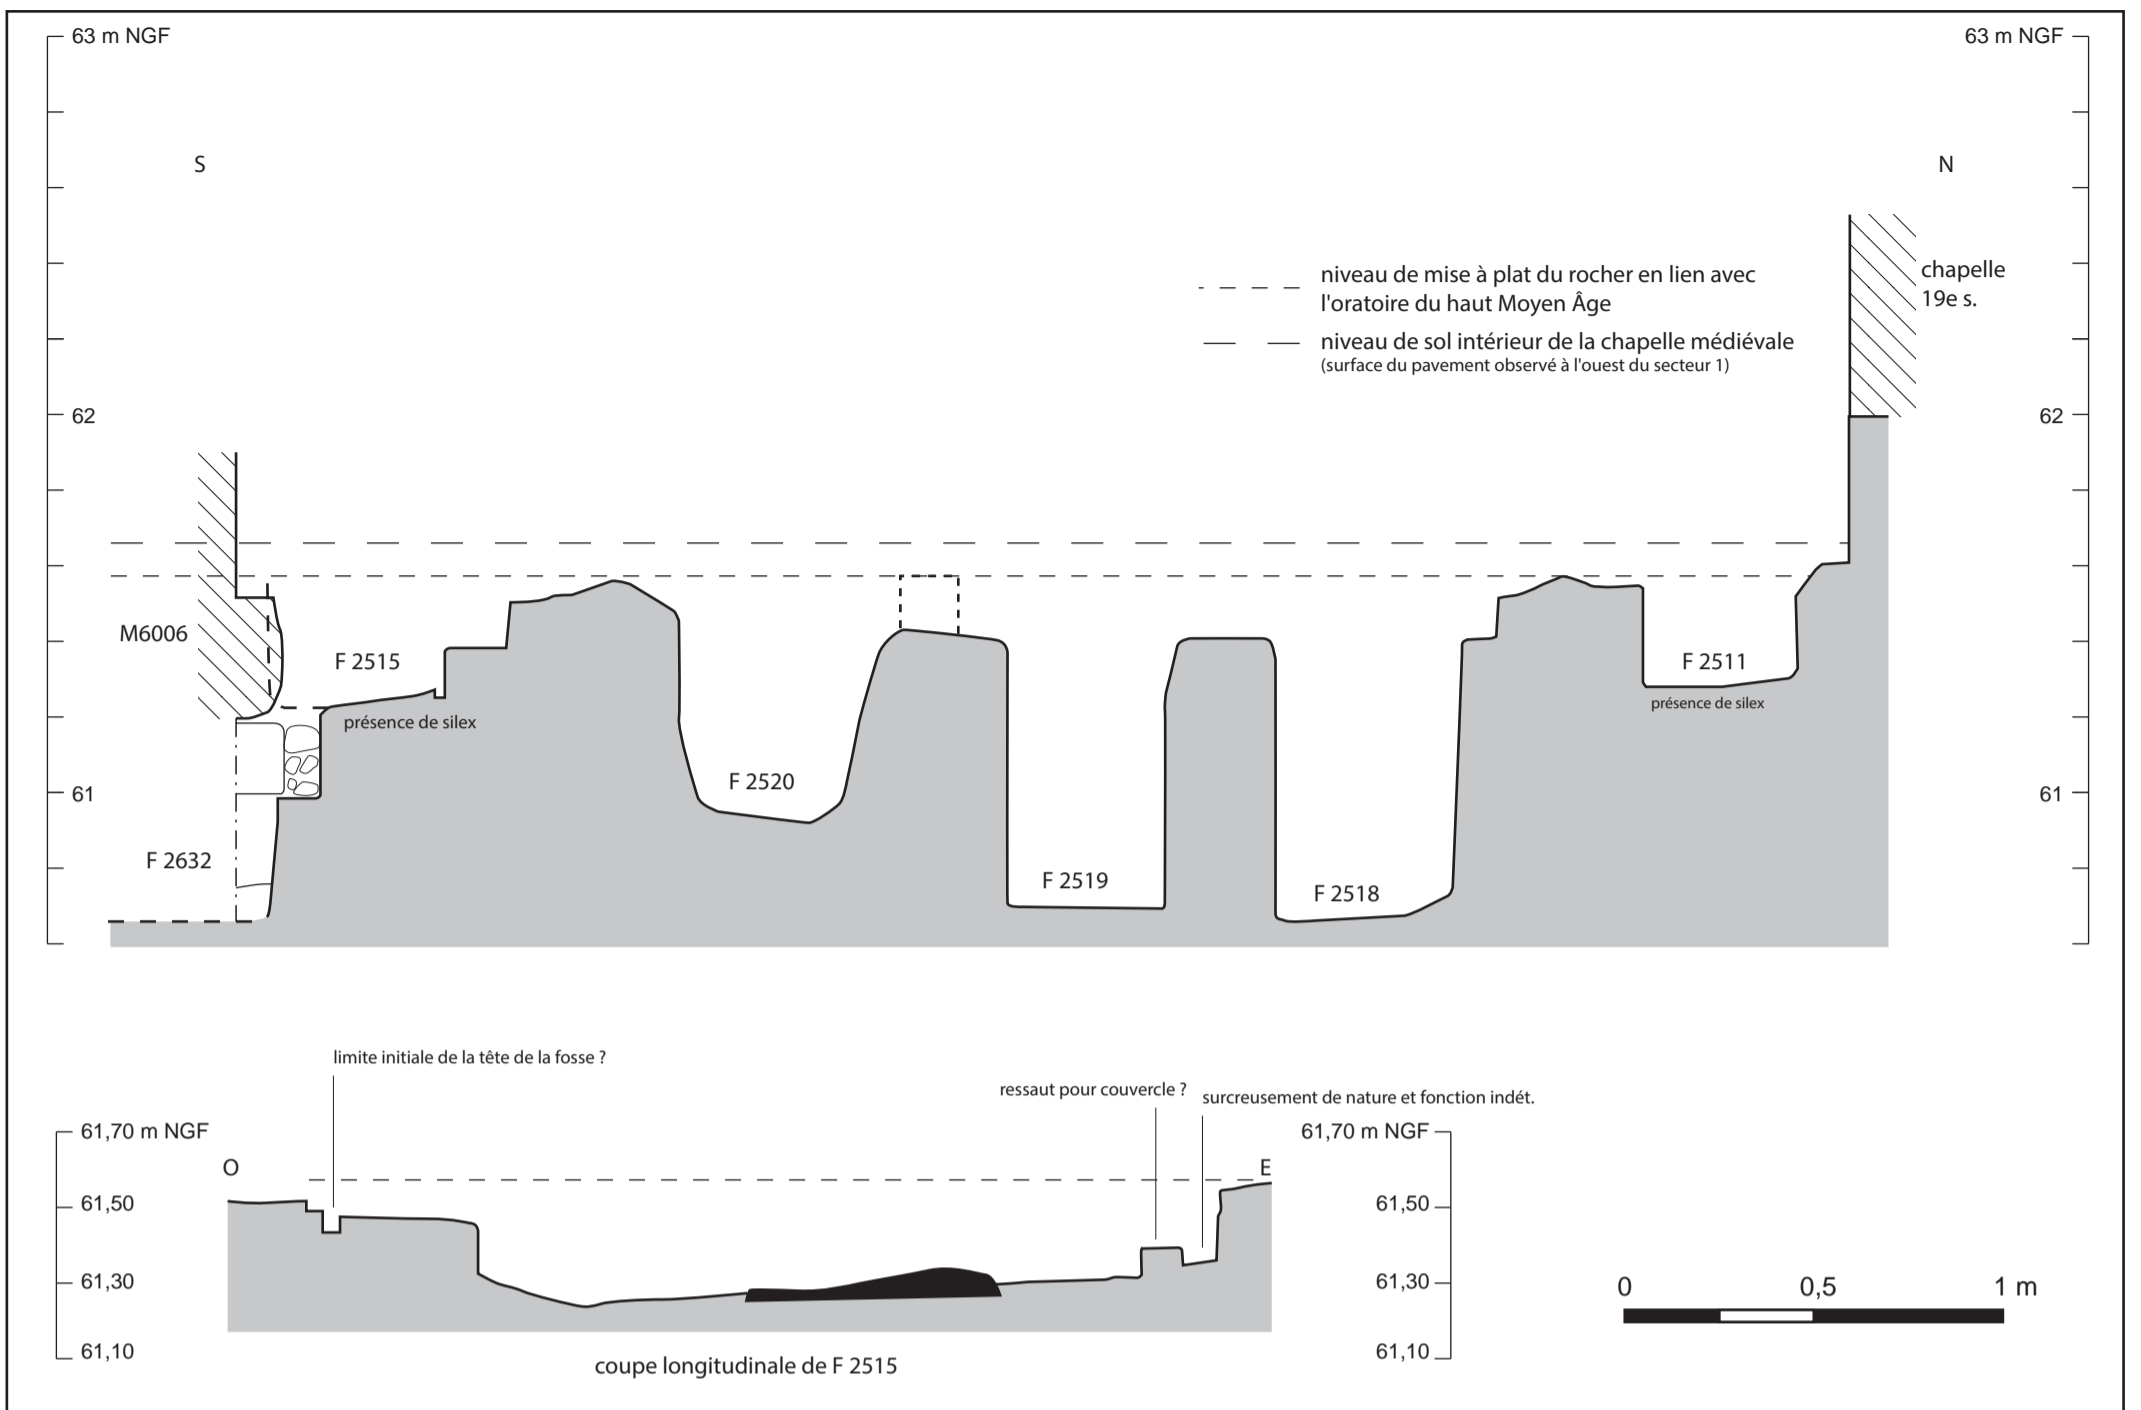 63 m NGF
63 m NGF
S
N
niveau de mise à plat du rocher en lien avec
l'oratoire du haut Moyen Âge
chapelle
19e s.
niveau de sol intérieur de la chapelle médiévale
(surface du pavement observé à l'ouest du secteur 1)
62
62
M6006
F 2515
F 2511
présence de silex
présence de silex
F 2520
61
61
F 2632
F 2519
F 2518
limite initiale de la tête de la fosse ?
ressaut pour couvercle ?
surcreusement de nature et fonction indét.
61,70 m NGF
61,70 m NGF
O
E
61,50
61,50
61,30
61,30
0
0,5
1 m
61,10
61,10
coupe longitudinale de F 2515